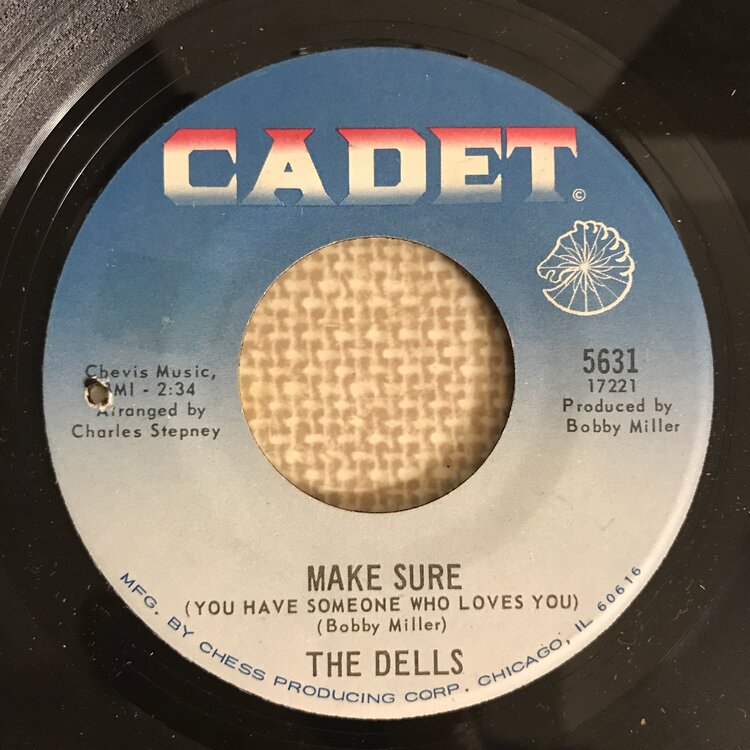 CADET
©
5631
17221
Produced by
Bobby Miller
Chevis Music,
MI - 2:34
Arranged by
Charles Stepney
MAKE SURE
(YOU HAVE SOMEONE WHO LOVES YOU)
(Bobby Miller)
THE DELLS
MFG. BY CHESS PRODUCING CORP. CHICAGO, IL 60616